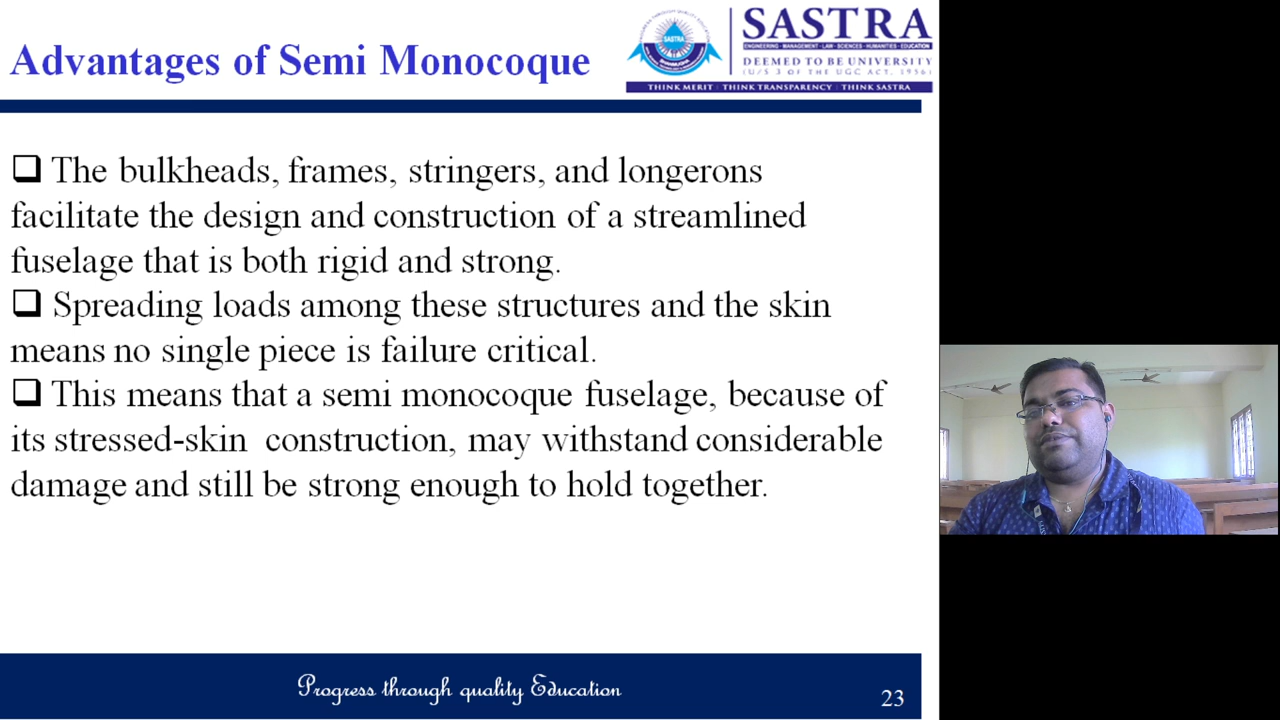 Advantages of Semi Monocoque
SASTRA
SASTRA
ENGINEERING · MANAGEMENT · LAW · SCIENCES · HUMANITIES · EDUCATION
DEEMED TO BE UNIVERSITY
(U/S 3 OF THE UGC ACT, 1956)
THINK MERIT | THINK TRANSPARENCY | THINK SASTRA
❑ The bulkheads, frames, stringers, and longerons
facilitate the design and construction of a streamlined
fuselage that is both rigid and strong.
❑ Spreading loads among these structures and the skin
means no single piece is failure critical.
❑ This means that a semi monocoque fuselage, because of
its stressed-skin construction, may withstand considerable
damage and still be strong enough to hold together.
Progress through quality Education
23